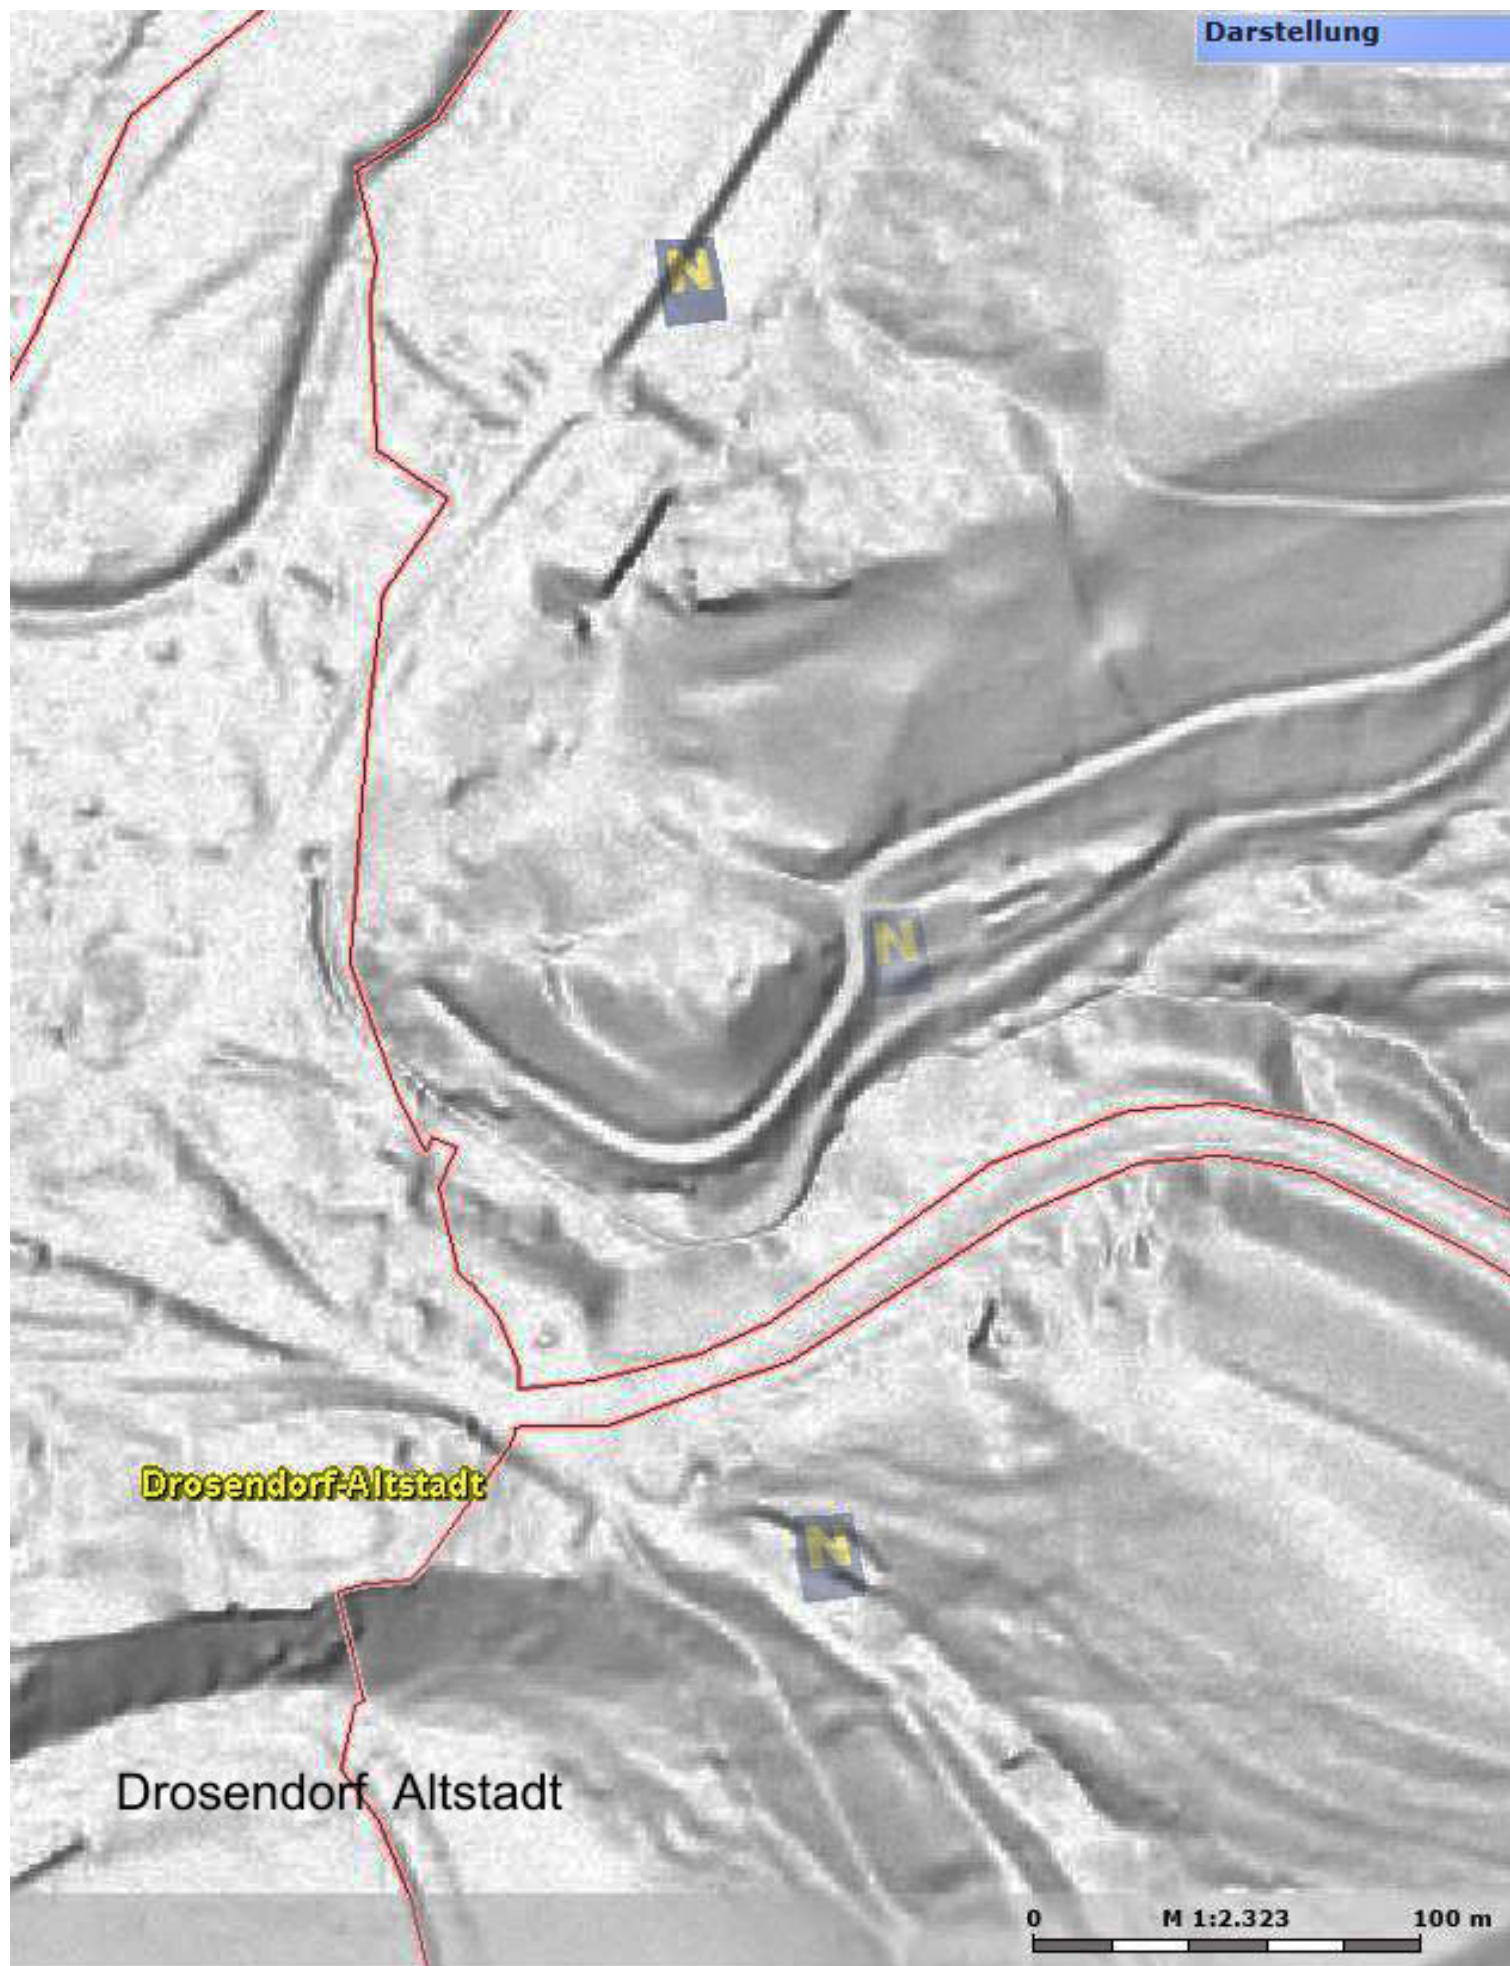 Darstellung
N
N
Drosendorf-Altstadt
N
Drosendorf Altstadt
0 M 1:2.323 100 m